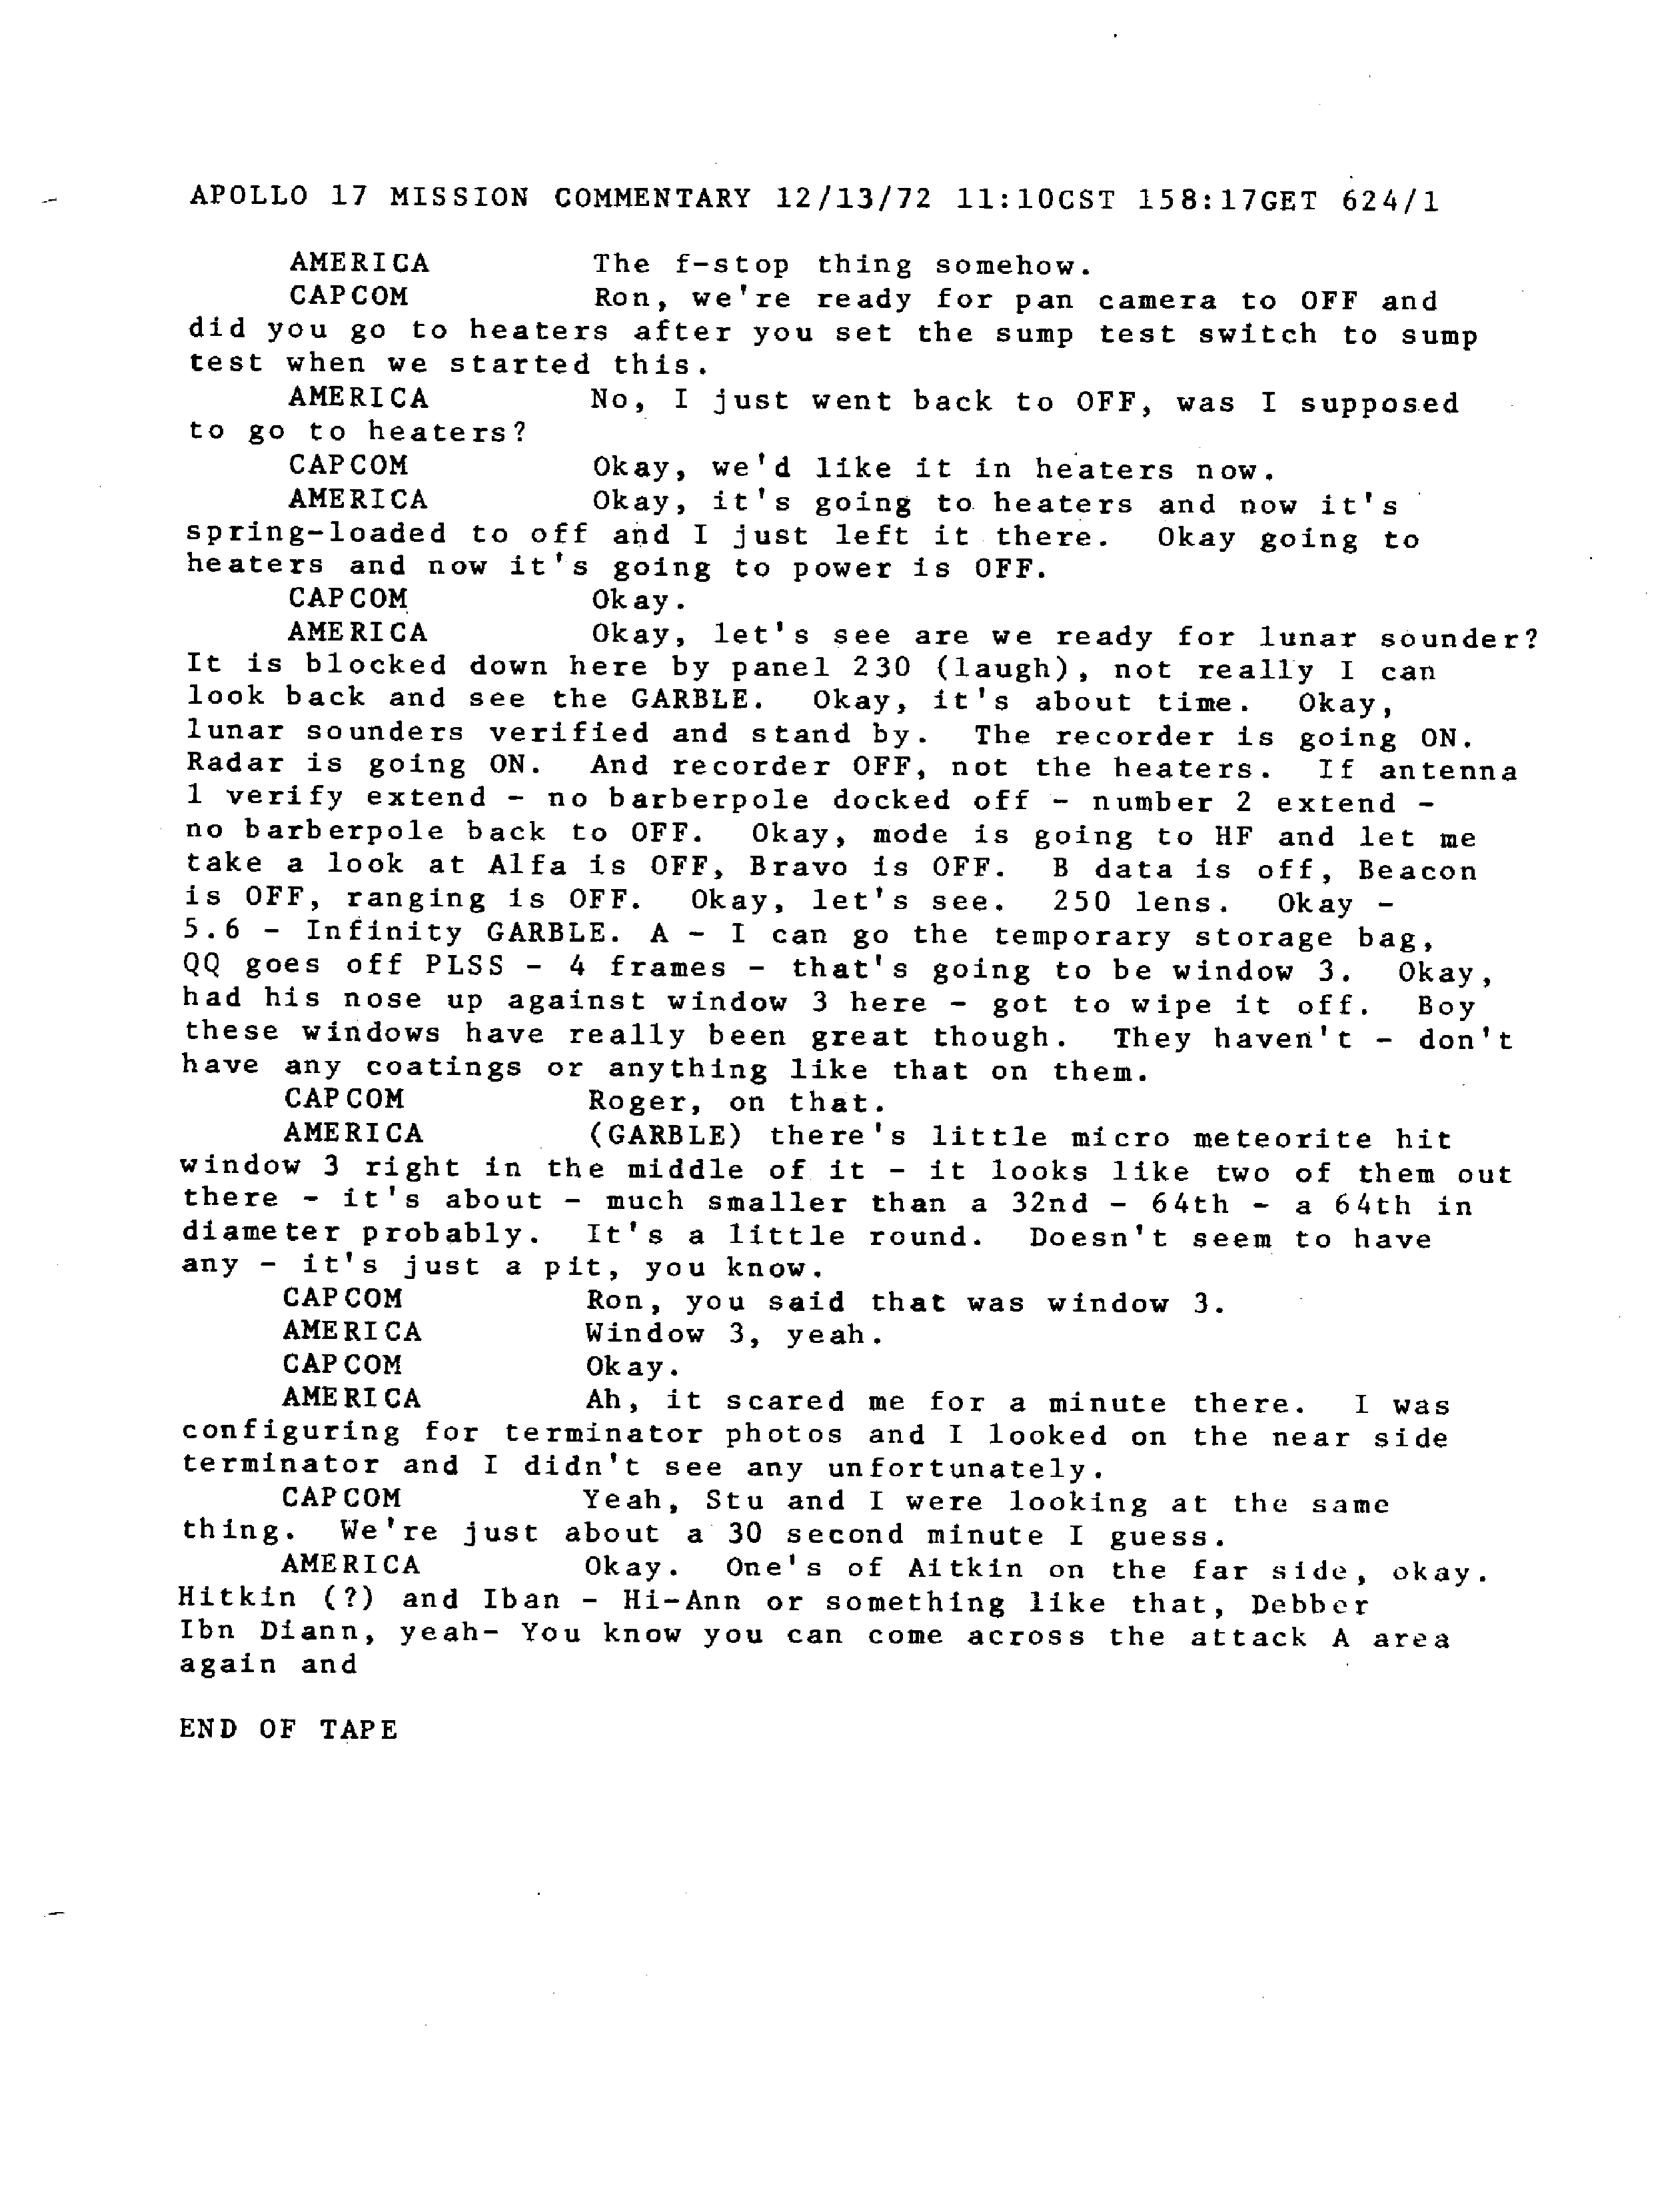 APOLLO 17 MISSION COMMENTARY 12/13/72 11:10CST 158:17GET 624/1
AMERICA The f-stop thing somehow.
CAPCOM Ron, we're ready for pan camera to OFF and
did you go to heaters after you set the sump test switch to sump
test when we started this.
AMERICA No, I just went back to OFF, was I supposed
to go to heaters?
CAPCOM Okay, we'd like it in heaters now.
AMERICA Okay, it's going to heaters and now it's
spring-loaded to off and I just left it there. Okay going to
heaters and now it's going to power is OFF.
CAPCOM Okay.
AMERICA Okay, let's see are we ready for lunar sounder?
It is blocked down here by panel 230 (laugh), not really I can
look back and see the GARBLE. Okay, it's about time. Okay,
lunar sounders verified and stand by. The recorder is going ON.
Radar is going ON. And recorder OFF, not the heaters. If antenna
1 verify extend - no barberpole docked off - number 2 extend -
no barberpole back to OFF. Okay, mode is going to HF and let me
take a look at Alfa is OFF, Bravo is OFF. B data is off, Beacon
is OFF, ranging is OFF. Okay, let's see. 250 lens. Okay -
5.6 - Infinity GARBLE. A - I can go the temporary storage bag,
QQ goes off PLSS - 4 frames - that's going to be window 3. Okay,
had his nose up against window 3 here - got to wipe it off. Boy
these windows have really been great though. They haven't - don't
have any coatings or anything like that on them.
CAPCOM Roger, on that.
AMERICA (GARBLE) there's little micro meteorite hit
window 3 right in the middle of it - it looks like two of them out
there - it's about - much smaller than a 32nd - 64th - a 64th in
diameter probably. It's a little round. Doesn't seem to have
any - it's just a pit, you know.
CAPCOM Ron, you said that was window 3.
AMERICA Window 3, yeah.
CAPCOM Okay.
AMERICA Ah, it scared me for a minute there. I was
configuring for terminator photos and I looked on the near side
terminator and I didn't see any unfortunately.
CAPCOM Yeah, Stu and I were looking at the same
thing. We're just about a 30 second minute I guess.
AMERICA Okay. One's of Aitkin on the far side, okay.
Hitkin (?) and Iban - Hi-Ann or something like that, Debber
Ibn Diann, yeah- You know you can come across the attack A area
again and
END OF TAPE